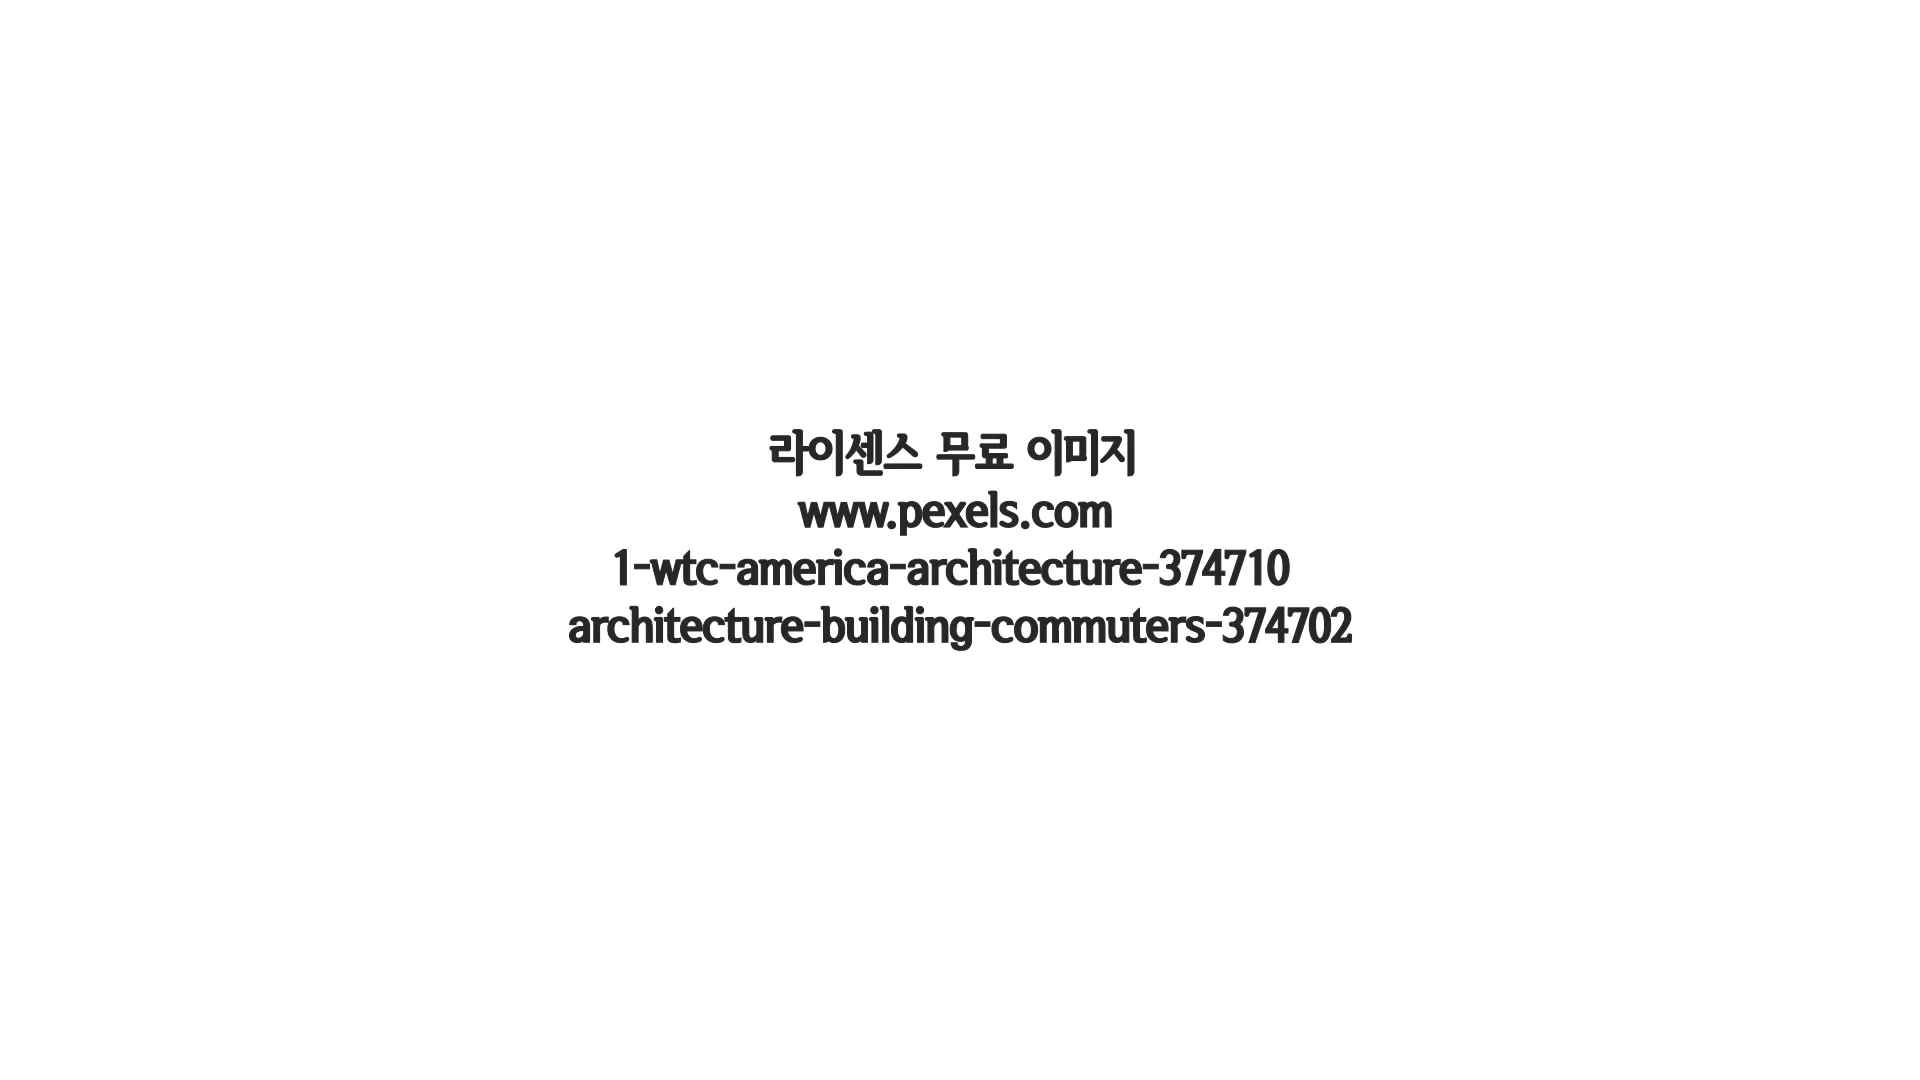 라이센스 무료 이미지
www.pexels.com
1-wtc-america-architecture-374710
architecture-building-commuters-374702